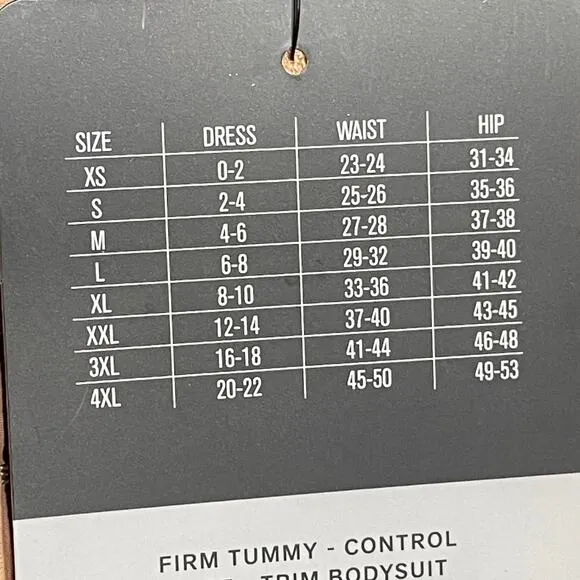 SIZE DRESS WAIST HIP
XS 0-2 23-24 31-34
S 2-4 25-26 35-36
M 4-6 27-28 37-38
L 6-8 29-32 39-40
XL 8-10 33-36 41-42
XXL 12-14 37-40 43-45
3XL 16-18 41-44 46-48
4XL 20-22 45-50 49-53
FIRM TUMMY - CONTROL
- TRIM BODYSUIT